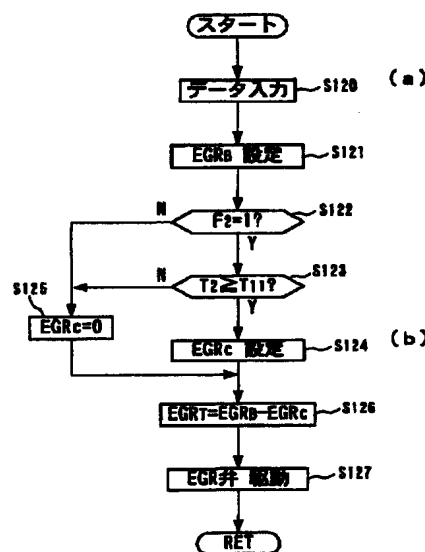 スタート
データ入力 S120 (a)
EGRB 設定 S121
F2=1? S122
N
Y
T2≧T11? S123
N
Y
S125
EGRc=0
EGRc 設定 S124 (b)
EGRT=EGRB-EGRc S126
EGR弁 駆動 S127
RET